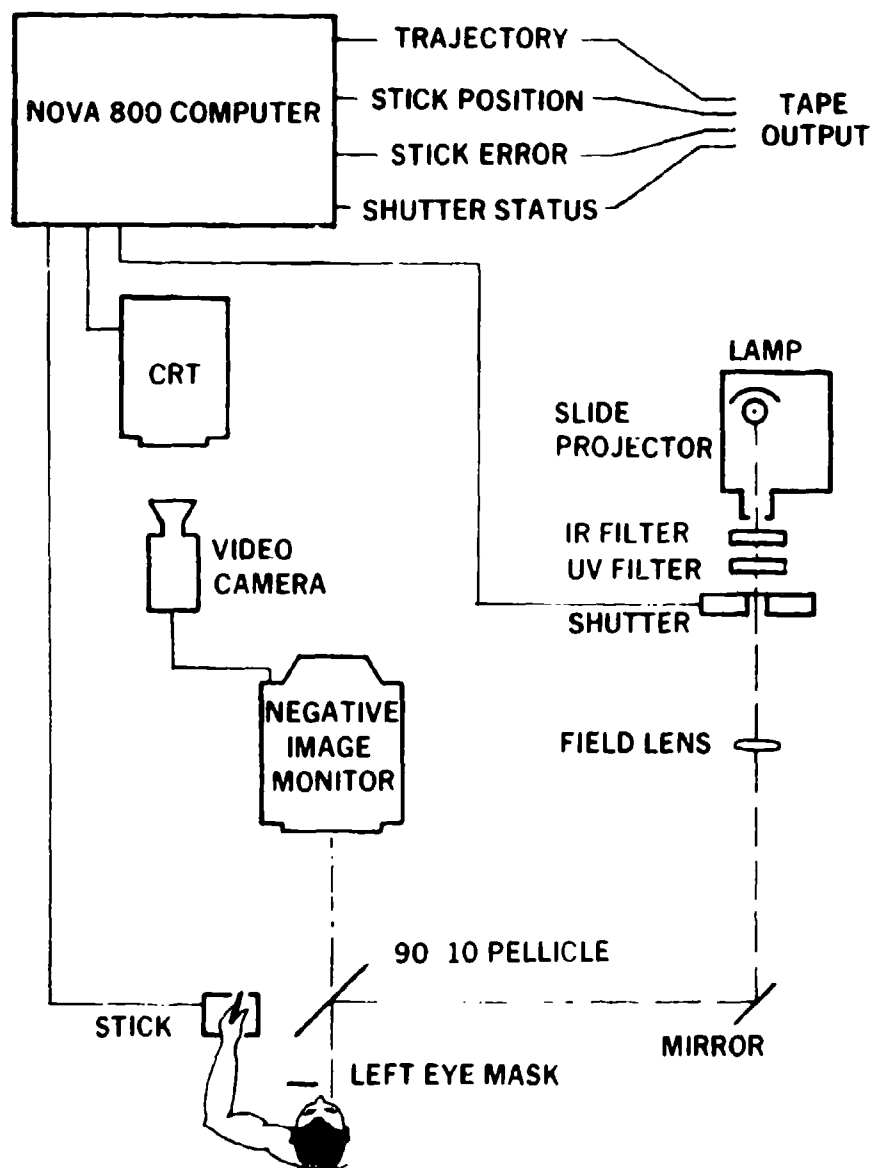 TRAJECTORY
NOVA 800 COMPUTER
STICK POSITION
TAPE
OUTPUT
STICK ERROR
SHUTTER STATUS
CRT
LAMP
SLIDE
PROJECTOR
IR FILTER
UV FILTER
SHUTTER
VIDEO
CAMERA
NEGATIVE
IMAGE
MONITOR
FIELD LENS
90 10 PELLICLE
STICK
MIRROR
LEFT EYE MASK